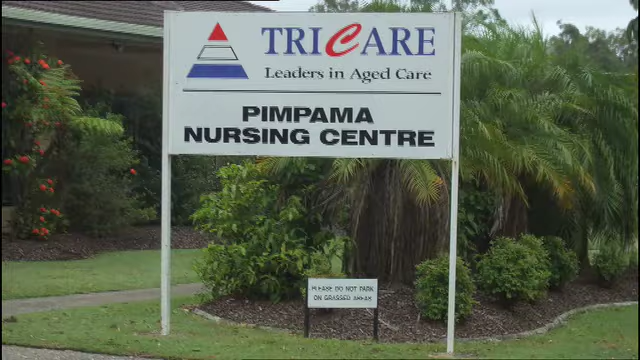 TRICARE
Leaders in Aged Care
PIMPAMA
NURSING CENTRE
PLEASE DO NOT PARK
ON GRASSED AREAS